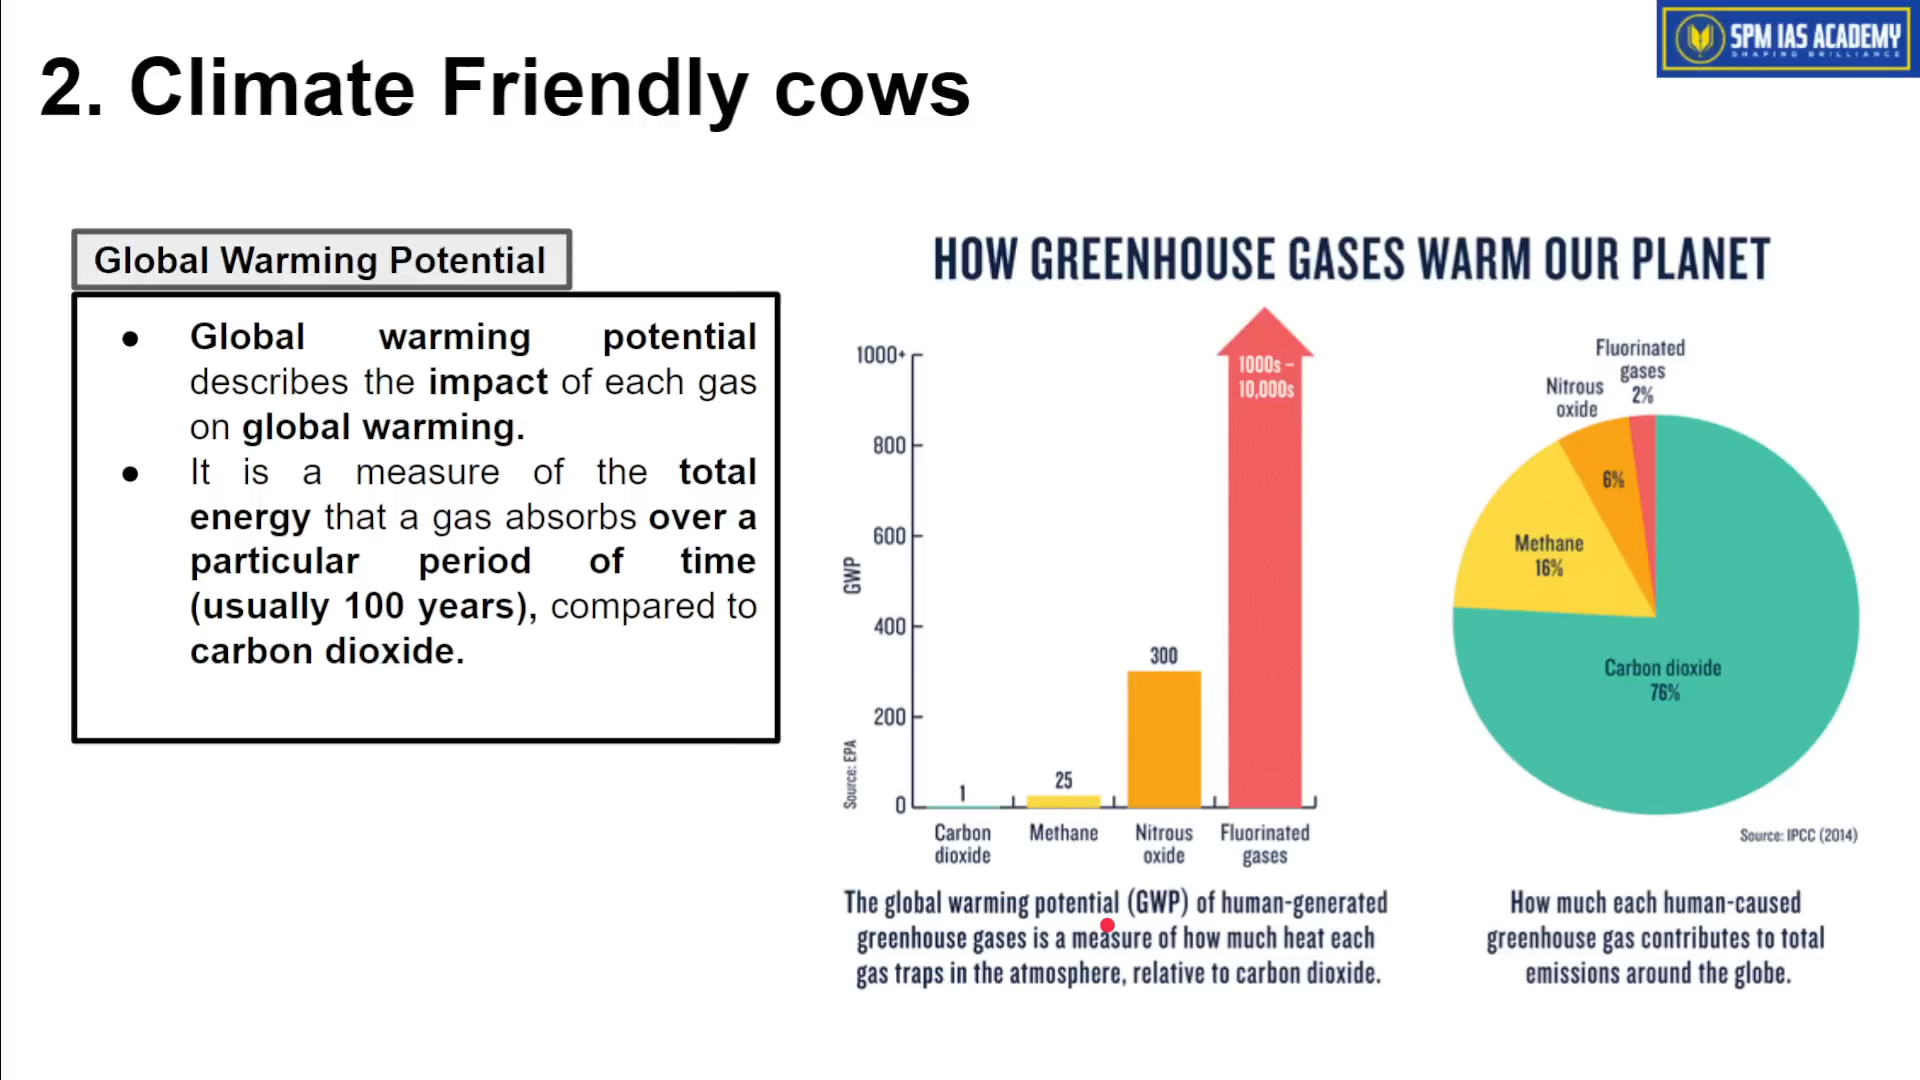 SPM IAS ACADEMY
SHAPING BRILLIANCE
2. Climate Friendly cows
Global Warming Potential
● Global warming potential
describes the impact of each gas
on global warming.
● It is a measure of the total
energy that a gas absorbs over a
particular period of time
(usually 100 years), compared to
carbon dioxide.
HOW GREENHOUSE GASES WARM OUR PLANET
1000+
800
600
400
200
0
GWP
Source: EPA
1
25
300
1000s –
10,000s
Carbon
dioxide
Methane
Nitrous
oxide
Fluorinated
gases
The global warming potential (GWP) of human-generated
greenhouse gases is a measure of how much heat each
gas traps in the atmosphere, relative to carbon dioxide.
Fluorinated
gases
2%
Nitrous
oxide
6%
Methane
16%
Carbon dioxide
76%
Source: IPCC (2014)
How much each human-caused
greenhouse gas contributes to total
emissions around the globe.